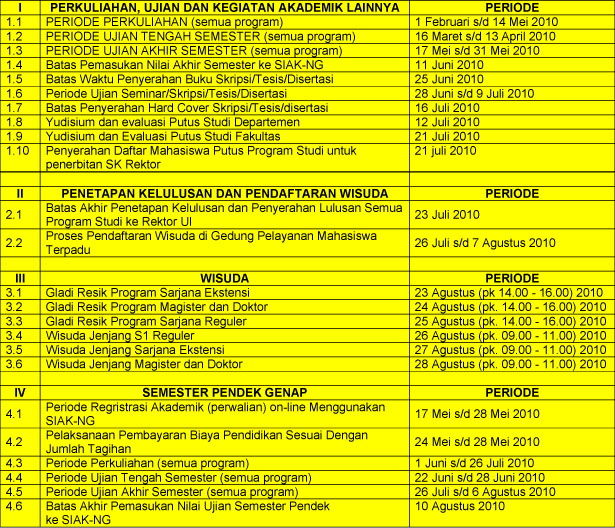 I PERKULIAHAN, UJIAN DAN KEGIATAN AKADEMIK LAINNYA PERIODE
1.1 PERIODE PERKULIAHAN (semua program) 1 Februari s/d 14 Mei 2010
1.2 PERIODE UJIAN TENGAH SEMESTER (semua program) 16 Maret s/d 13 April 2010
1.3 PERIODE UJIAN AKHIR SEMESTER (semua program) 17 Mei s/d 31 Mei 2010
1.4 Batas Pemasukan Nilai Akhir Semester ke SIAK-NG 11 Juni 2010
1.5 Batas Waktu Penyerahan Buku Skripsi/Tesis/Disertasi 25 Juni 2010
1.6 Periode Ujian Seminar/Skripsi/Tesis/Disertasi 28 Juni s/d 9 Juli 2010
1.7 Batas Penyerahan Hard Cover Skripsi/Tesis/disertasi 16 Juli 2010
1.8 Yudisium dan evaluasi Putus Studi Departemen 12 Juli 2010
1.9 Yudisium dan Evaluasi Putus Studi Fakultas 21 Juli 2010
1.10 Penyerahan Daftar Mahasiswa Putus Program Studi untuk 21 juli 2010
penerbitan SK Rektor
II PENETAPAN KELULUSAN DAN PENDAFTARAN WISUDA PERIODE
2.1 Batas Akhir Penetapan Kelulusan dan Penyerahan Lulusan Semua
Program Studi ke Rektor UI 23 Juli 2010
2.2 Proses Pendaftaran Wisuda di Gedung Pelayanan Mahasiswa
Terpadu 26 Juli s/d 7 Agustus 2010
III WISUDA PERIODE
3.1 Gladi Resik Program Sarjana Ekstensi 23 Agustus (pk 14.00 - 16.00) 2010
3.2 Gladi Resik Program Magister dan Doktor 24 Agustus (pk. 14.00 - 16.00) 2010
3.3 Gladi Resik Program Sarjana Reguler 25 Agustus (pk. 14.00 - 16.00) 2010
3.4 Wisuda Jenjang S1 Reguler 26 Agustus (pk. 09.00 - 11.00) 2010
3.5 Wisuda Jenjang Sarjana Ekstensi 27 Agustus (pk. 09.00 - 11.00) 2010
3.6 Wisuda Jenjang Magister dan Doktor 28 Agustus (pk. 09.00 - 11.00) 2010
IV SEMESTER PENDEK GENAP PERIODE
4.1 Periode Regristrasi Akademik (perwalian) on-line Menggunakan
SIAK-NG 17 Mei s/d 28 Mei 2010
4.2 Pelaksanaan Pembayaran Biaya Pendidikan Sesuai Dengan
Jumlah Tagihan 24 Mei s/d 28 Mei 2010
4.3 Periode Perkuliahan (semua program) 1 Juni s/d 26 Juli 2010
4.4 Periode Ujian Tengah Semester (semua program) 22 Juni s/d 28 Juni 2010
4.5 Periode Ujian Akhir Semester (semua program) 26 Juli s/d 6 Agustus 2010
4.6 Batas Akhir Pemasukan Nilai Ujian Semester Pendek 10 Agustus 2010
ke SIAK-NG